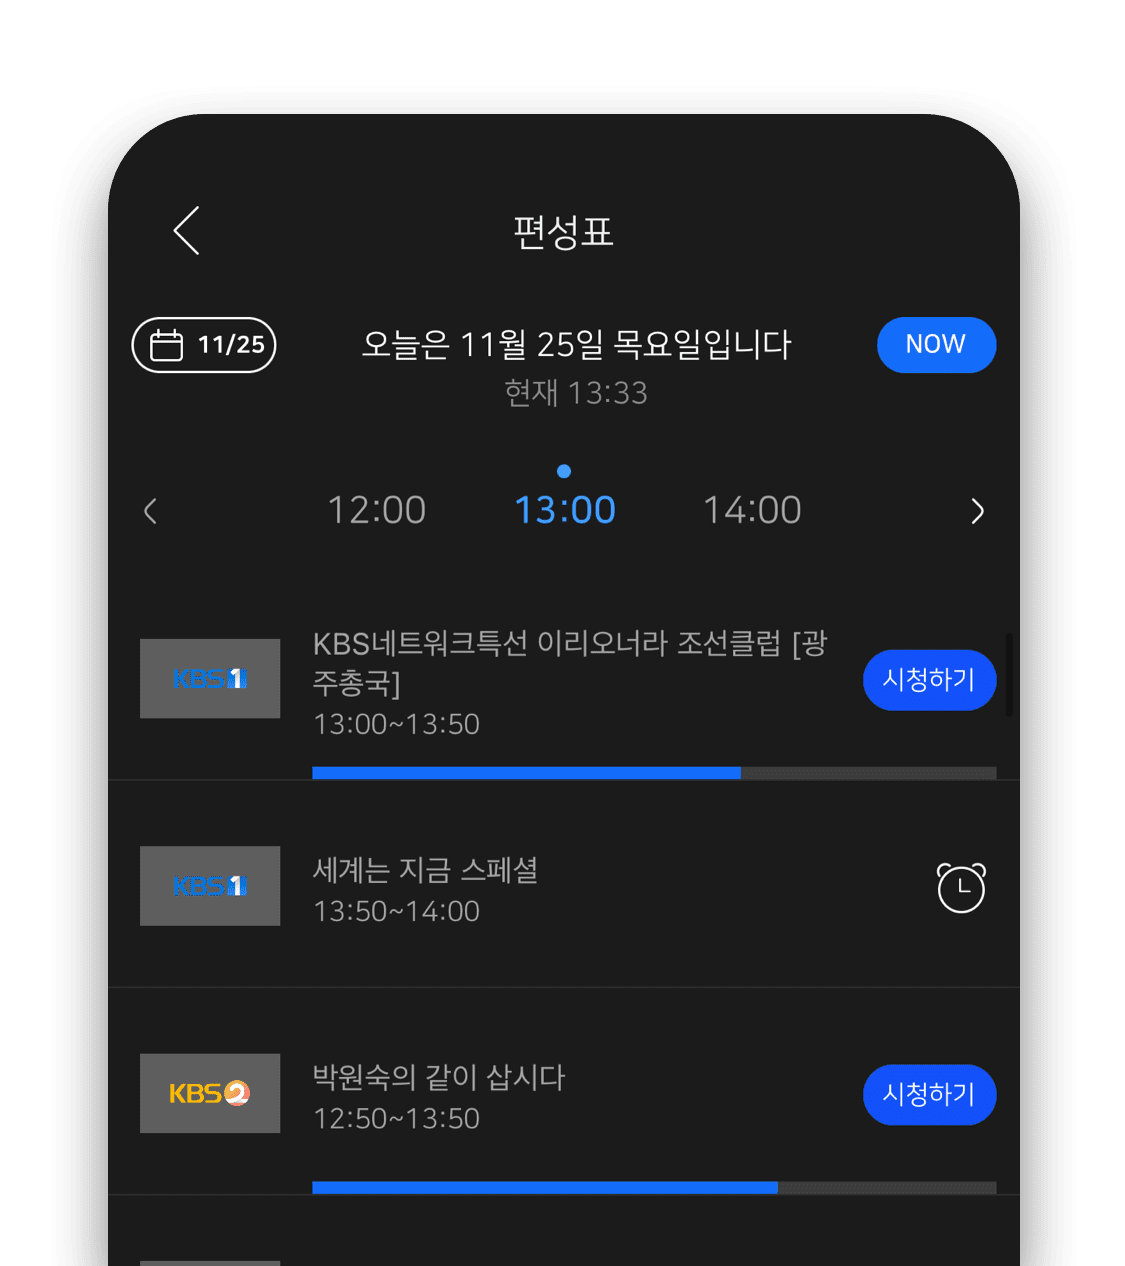 편성표
11/25
오늘은 11월 25일 목요일입니다
NOW
현재 13:33
12:00
13:00
14:00
KBS1
KBS네트워크특선 이리오너라 조선클럽 [광
주총국]
13:00~13:50
시청하기
KBS1
세계는 지금 스페셜
13:50~14:00
KBS2
박원숙의 같이 삽시다
12:50~13:50
시청하기